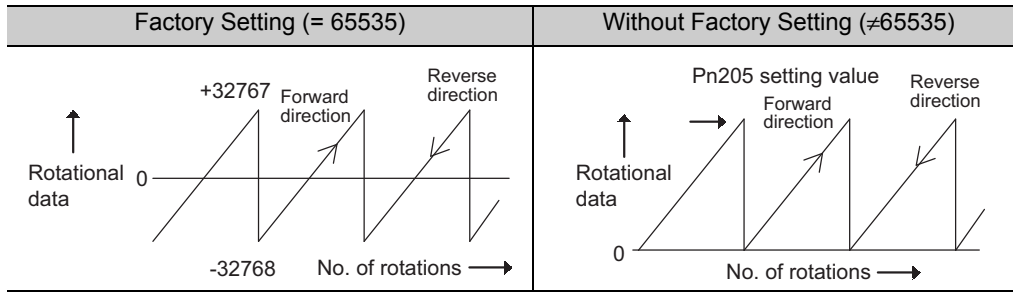 Factory Setting (= 65535)
Without Factory Setting (≠65535)
+32767
Forward
direction
Reverse
direction
Rotational
data
0
-32768
No. of rotations
Pn205 setting value
Forward
direction
Reverse
direction
Rotational
data
0
No. of rotations